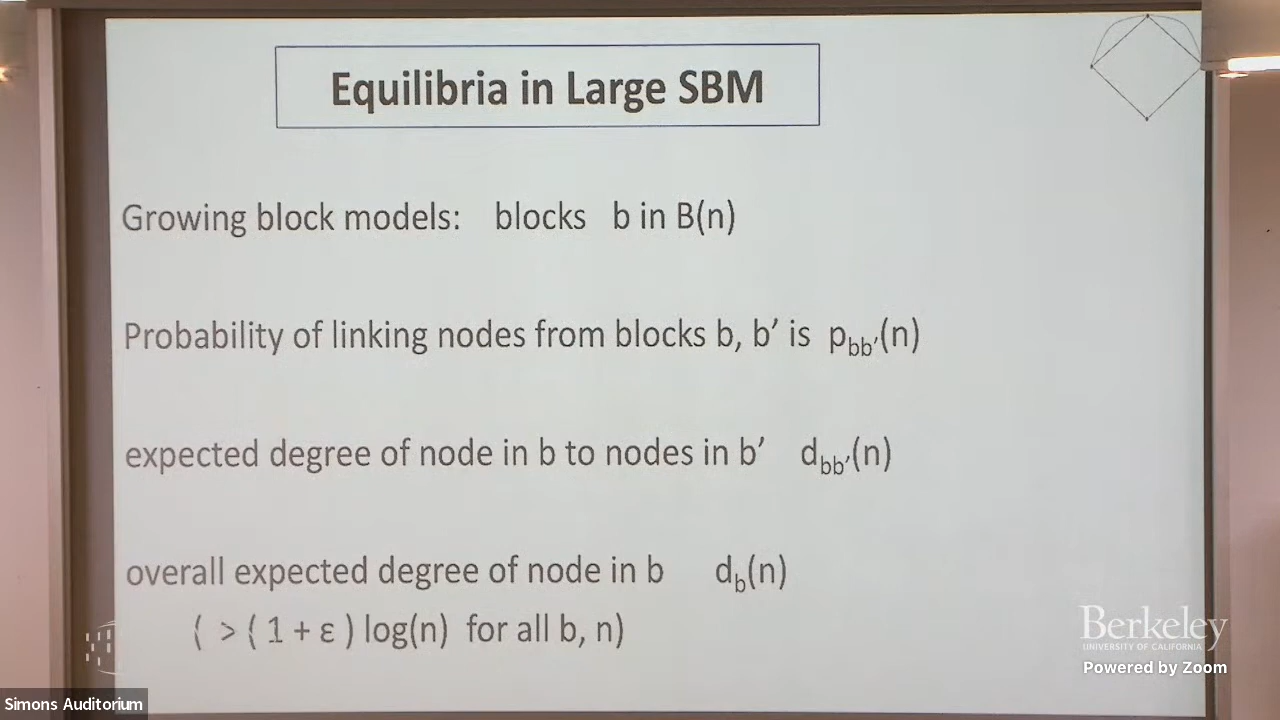 Equilibria in Large SBM
Growing block models: blocks b in B(n)
Probability of linking nodes from blocks b, b′ is p_bb′(n)
expected degree of node in b to nodes in b′ d_bb′(n)
overall expected degree of node in b d_b(n)
( > ( 1 + ε ) log(n) for all b, n)
Berkeley
UNIVERSITY OF CALIFORNIA
Powered by Zoom
Simons Auditorium